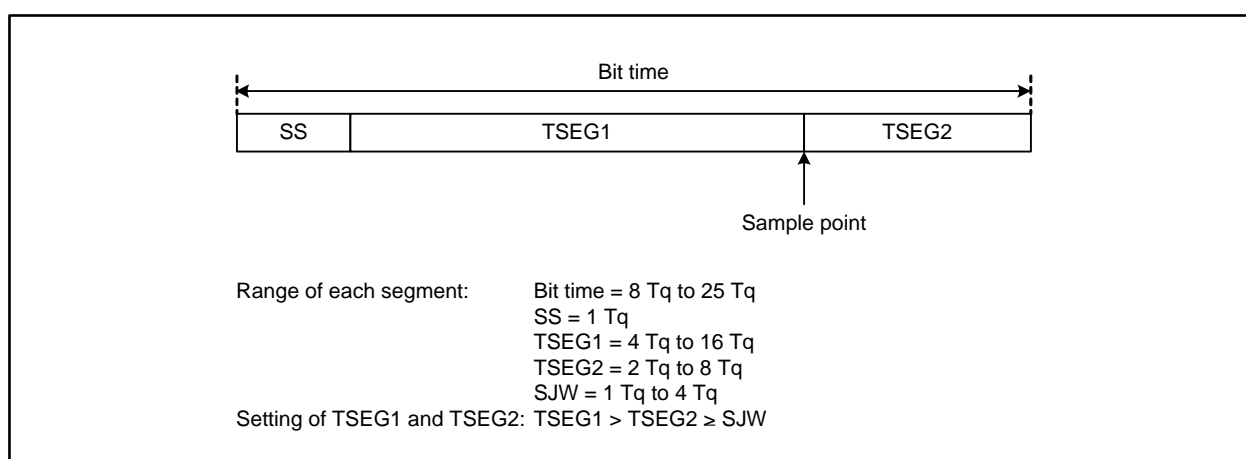 Bit time
SS TSEG1 TSEG2
Sample point
Range of each segment: Bit time = 8 Tq to 25 Tq
SS = 1 Tq
TSEG1 = 4 Tq to 16 Tq
TSEG2 = 2 Tq to 8 Tq
SJW = 1 Tq to 4 Tq
Setting of TSEG1 and TSEG2: TSEG1 > TSEG2 ≥ SJW